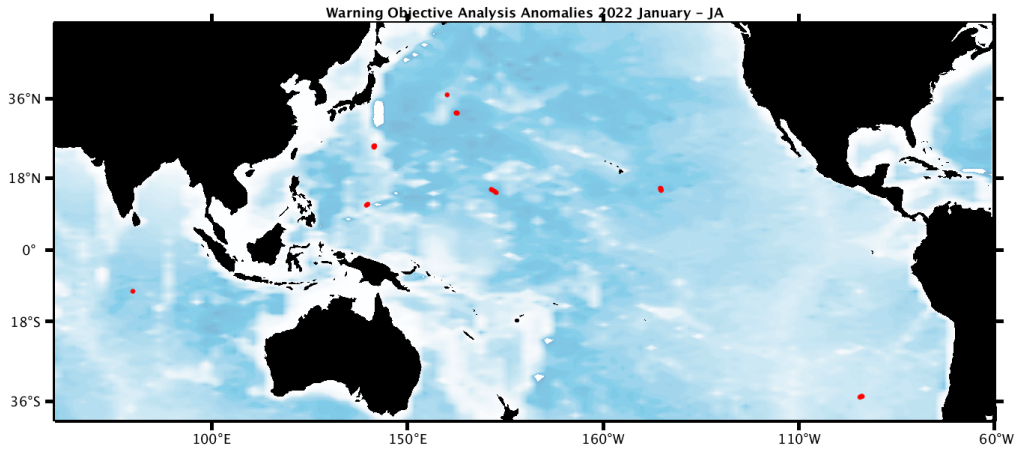 Warning Objective Analysis Anomalies 2022 January - JA
36°N
18°N
0°
18°S
36°S
100°E
150°E
160°W
110°W
60°W